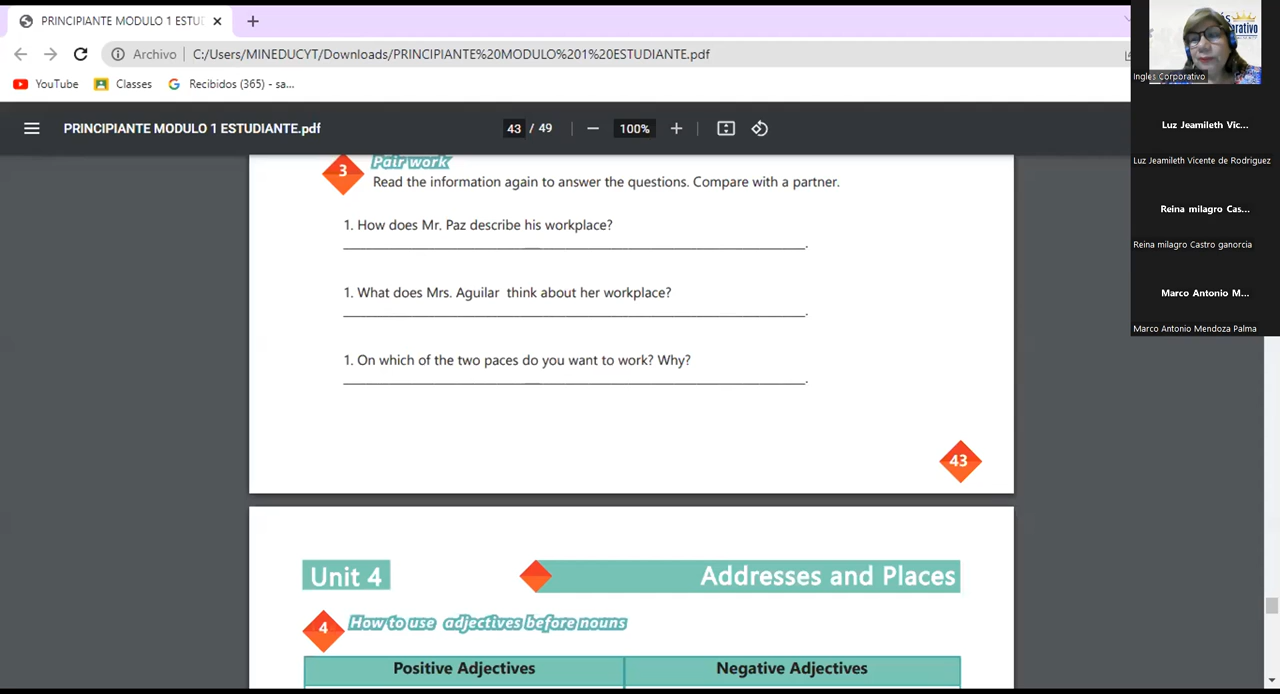 PRINCIPIANTE MODULO 1 ESTU
Archivo
C:/Users/MINEDUCYT/Downloads/PRINCIPIANTE%20MODULO%201%20ESTUDIANTE.pdf
YouTube
Classes
Recibidos (365) - sa...
PRINCIPIANTE MODULO 1 ESTUDIANTE.pdf
43 / 49
100%
3
Pair work
Read the information again to answer the questions. Compare with a partner.
1. How does Mr. Paz describe his workplace?
1. What does Mrs. Aguilar think about her workplace?
1. On which of the two paces do you want to work? Why?
43
Unit 4
Addresses and Places
4
How to use adjectives before nouns
Positive Adjectives
Negative Adjectives
Ingles Corporativo
Luz Jeamileth Vic...
Luz Jeamileth Vicente de Rodriguez
Reina milagro Cas...
Reina milagro Castro ganorcia
Marco Antonio M...
Marco Antonio Mendoza Palma